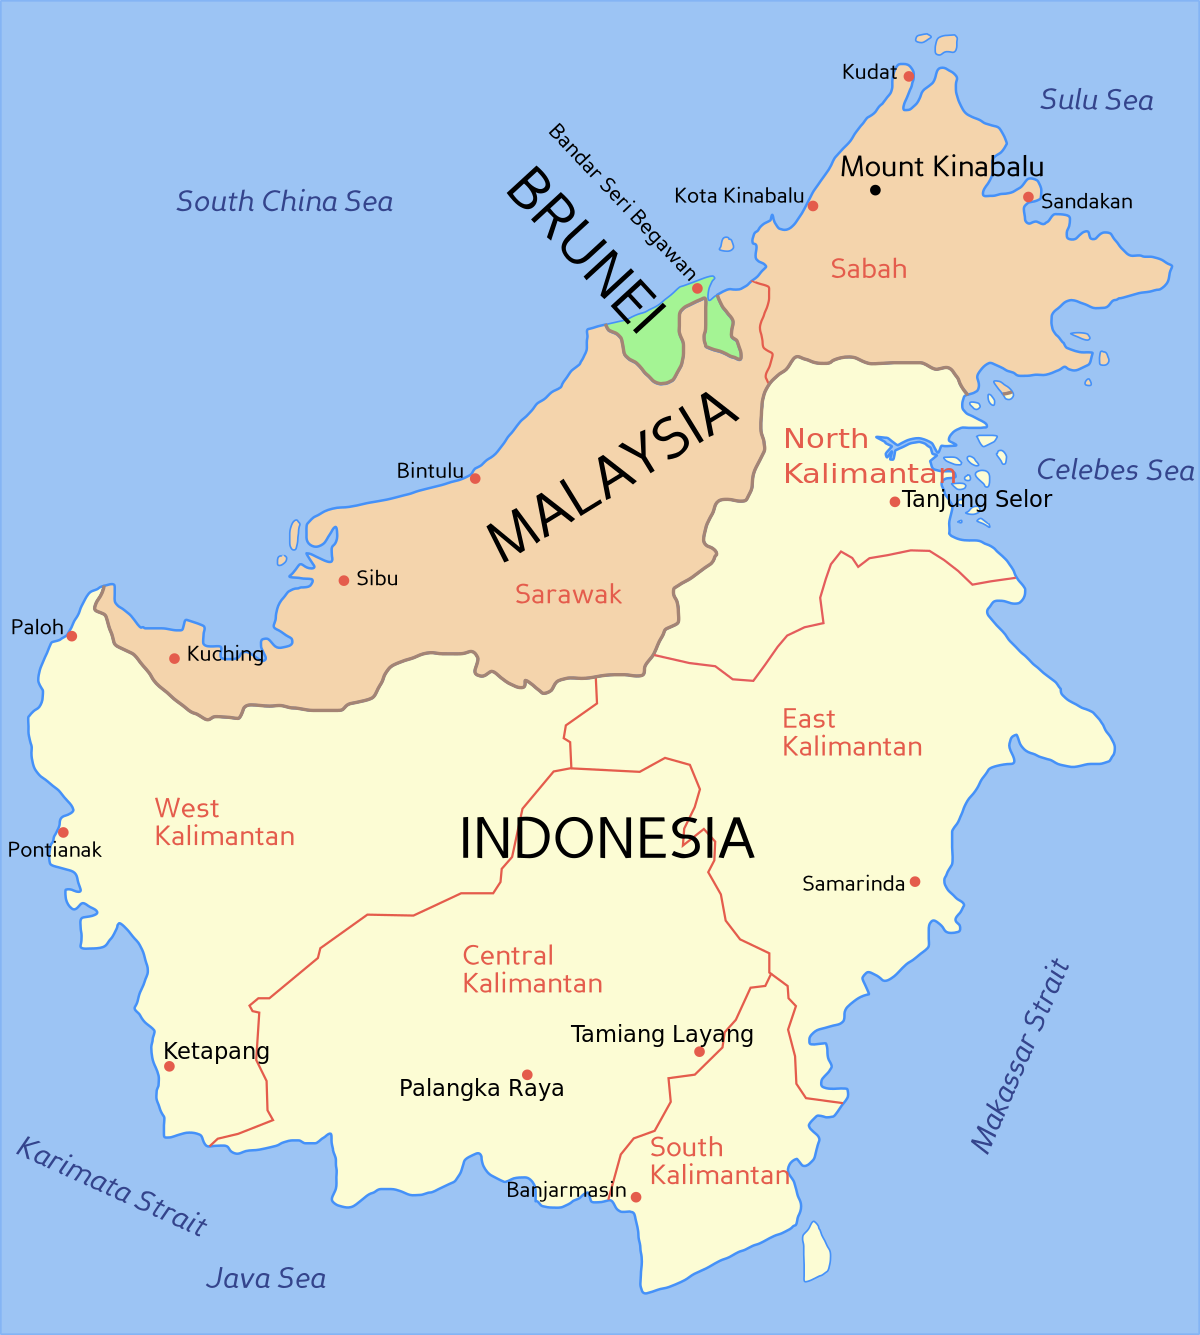 Kudat
Sulu Sea
Bandar Seri Begawan
BRUNEI
Mount Kinabalu
South China Sea
Kota Kinabalu
Sandakan
Sabah
MALAYSIA
North
Kalimantan
Bintulu
Celebes Sea
Tanjung Selor
Sibu
Sarawak
Paloh
Kuching
East
Kalimantan
West
Kalimantan
INDONESIA
Pontianak
Samarinda
Central
Kalimantan
Makassar Strait
Tamiang Layang
Ketapang
Palangka Raya
South
Kalimantan
Karimata Strait
Banjarmasin
Java Sea